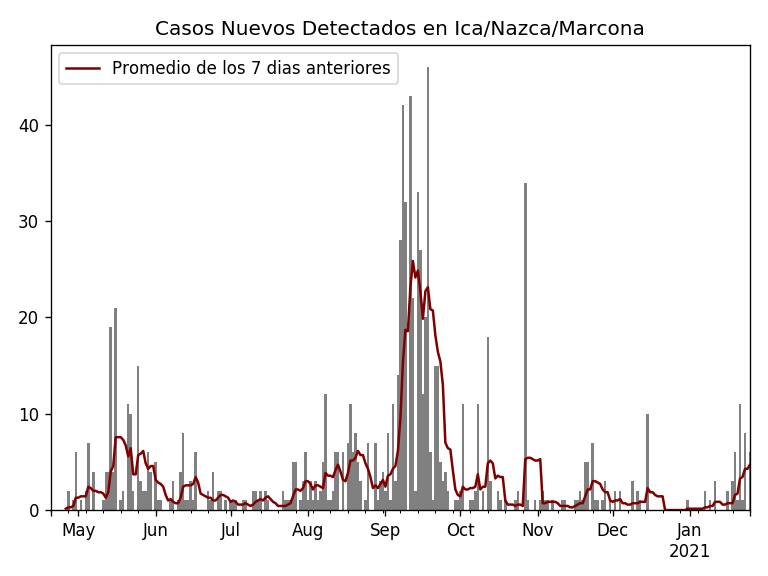 Casos Nuevos Detectados en Ica/Nazca/Marcona
Promedio de los 7 dias anteriores
40
30
20
10
0
May Jun Jul Aug Sep Oct Nov Dec Jan
2021